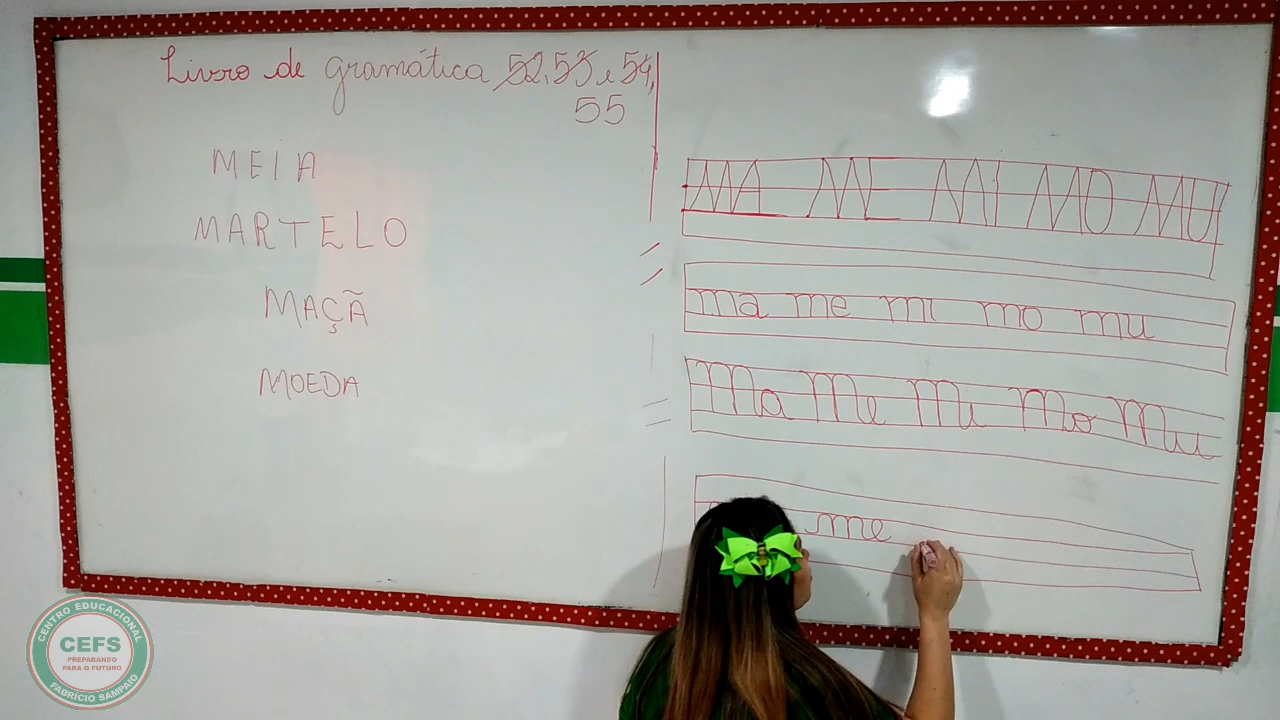 Livro de gramática 52, 53 e 54,
55
MEIA
MARTELO
MAÇÃ
MOEDA
MA ME MI MO MU
ma me mi mo mu
Ma Me Mi Mo Mu
me
CENTRO EDUCACIONAL
CEFS
PREPARANDO
PARA O FUTURO
FABRÍCIO SAMPAIO